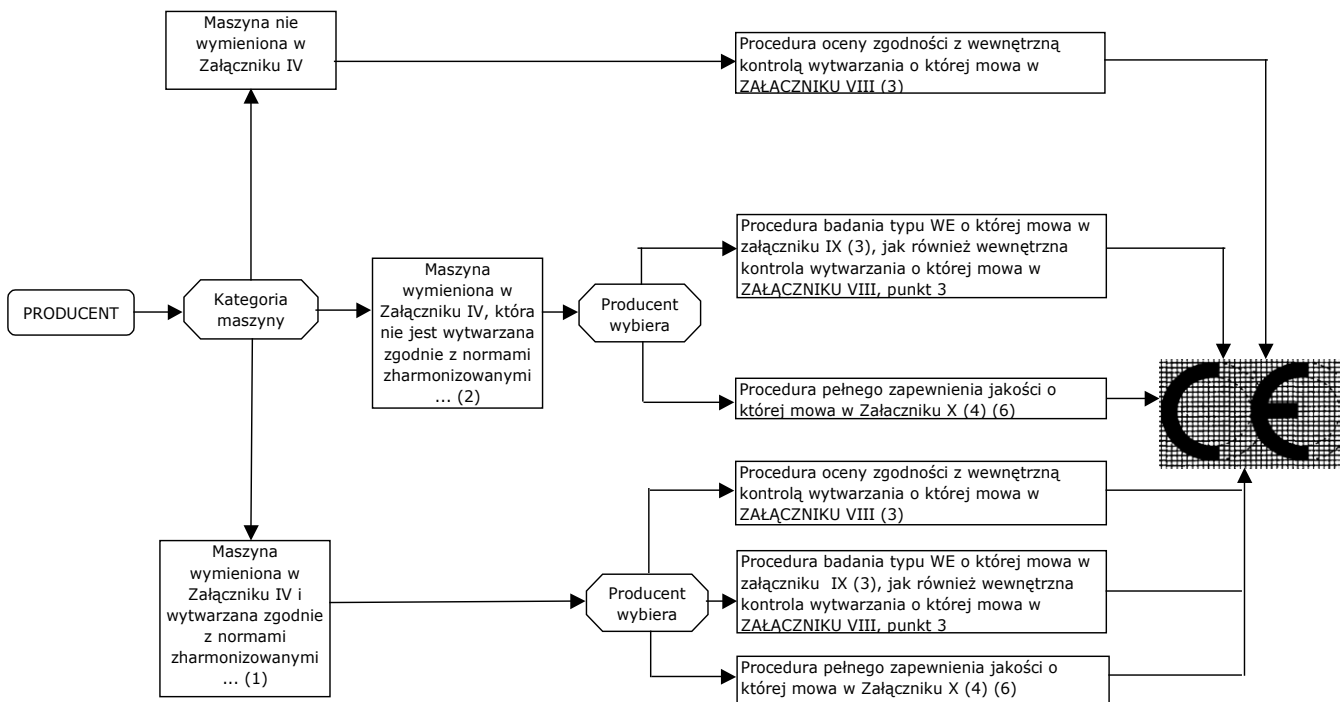 Maszyna nie
wymieniona w
Załączniku IV
Procedura oceny zgodności z wewnętrzną
kontrolą wytwarzania o której mowa w
ZAŁACZNIKU VIII (3)
PRODUCENT
Kategoria
maszyny
Maszyna
wymieniona w
Załączniku IV, która
nie jest wytwarzana
zgodnie z normami
zharmonizowanymi
... (2)
Producent
wybiera
Procedura badania typu WE o której mowa w
załączniku IX (3), jak również wewnętrzna
kontrola wytwarzania o której mowa w
ZAŁĄCZNIKU VIII, punkt 3
Procedura pełnego zapewnienia jakości o
której mowa w Załaczniku X (4) (6)
CE
Maszyna
wymieniona w
Załączniku IV i
wytwarzana zgodnie
z normami
zharmonizowanymi
... (1)
Producent
wybiera
Procedura oceny zgodności z wewnętrzną
kontrolą wytwarzania o której mowa w
ZAŁĄCZNIKU VIII (3)
Procedura badania typu WE o której mowa w
załączniku IX (3), jak również wewnętrzna
kontrola wytwarzania o której mowa w
ZAŁĄCZNIKU VIII, punkt 3
Procedura pełnego zapewnienia jakości o
której mowa w Załączniku X (4) (6)